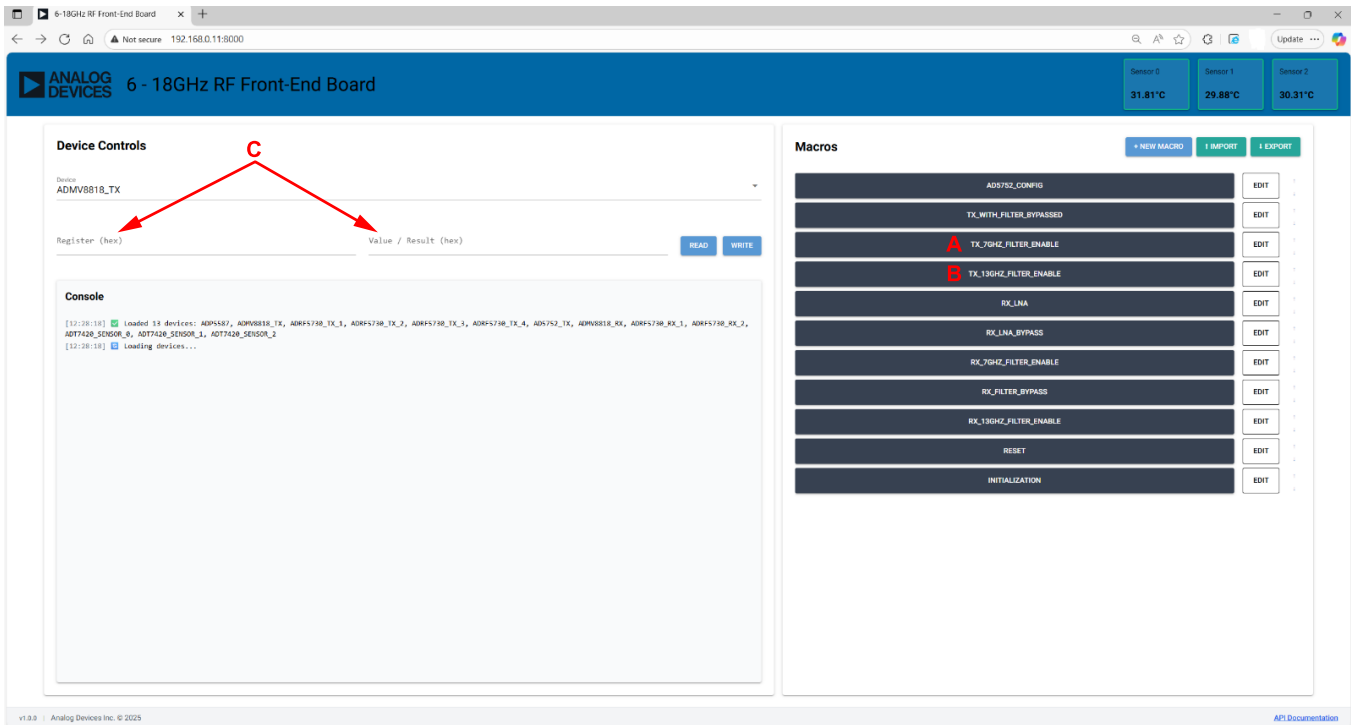 6-18GHz RF Front-End Board
Not secure 192.168.0.11:8000
Update
ANALOG DEVICES
6 - 18GHz RF Front-End Board
Sensor 0
31.81°C
Sensor 1
29.88°C
Sensor 2
30.31°C
Device Controls
C
Device
ADMV8818_TX
Register (hex)
Value / Result (hex)
READ
WRITE
Console
[12:28:18] ✅ Loaded 13 devices: ADP5587, ADMV8818_TX, ADRF5730_TX_1, ADRF5730_TX_2, ADRF5730_TX_3, ADRF5730_TX_4, AD5752_TX, ADMV8818_RX, ADRF5730_RX_1, ADRF5730_RX_2,
ADT7420_SENSOR_0, ADT7420_SENSOR_1, ADT7420_SENSOR_2
[12:28:18] Loading devices...
Macros
+ NEW MACRO
⭱ IMPORT
⭳ EXPORT
AD5752_CONFIG
EDIT
TX_WITH_FILTER_BYPASSED
EDIT
A TX_7GHZ_FILTER_ENABLE
EDIT
B TX_13GHZ_FILTER_ENABLE
EDIT
RX_LNA
EDIT
RX_LNA_BYPASS
EDIT
RX_7GHZ_FILTER_ENABLE
EDIT
RX_FILTER_BYPASS
EDIT
RX_13GHZ_FILTER_ENABLE
EDIT
RESET
EDIT
INITIALIZATION
EDIT
v1.0.0 | Analog Devices Inc. © 2025
API Documentation